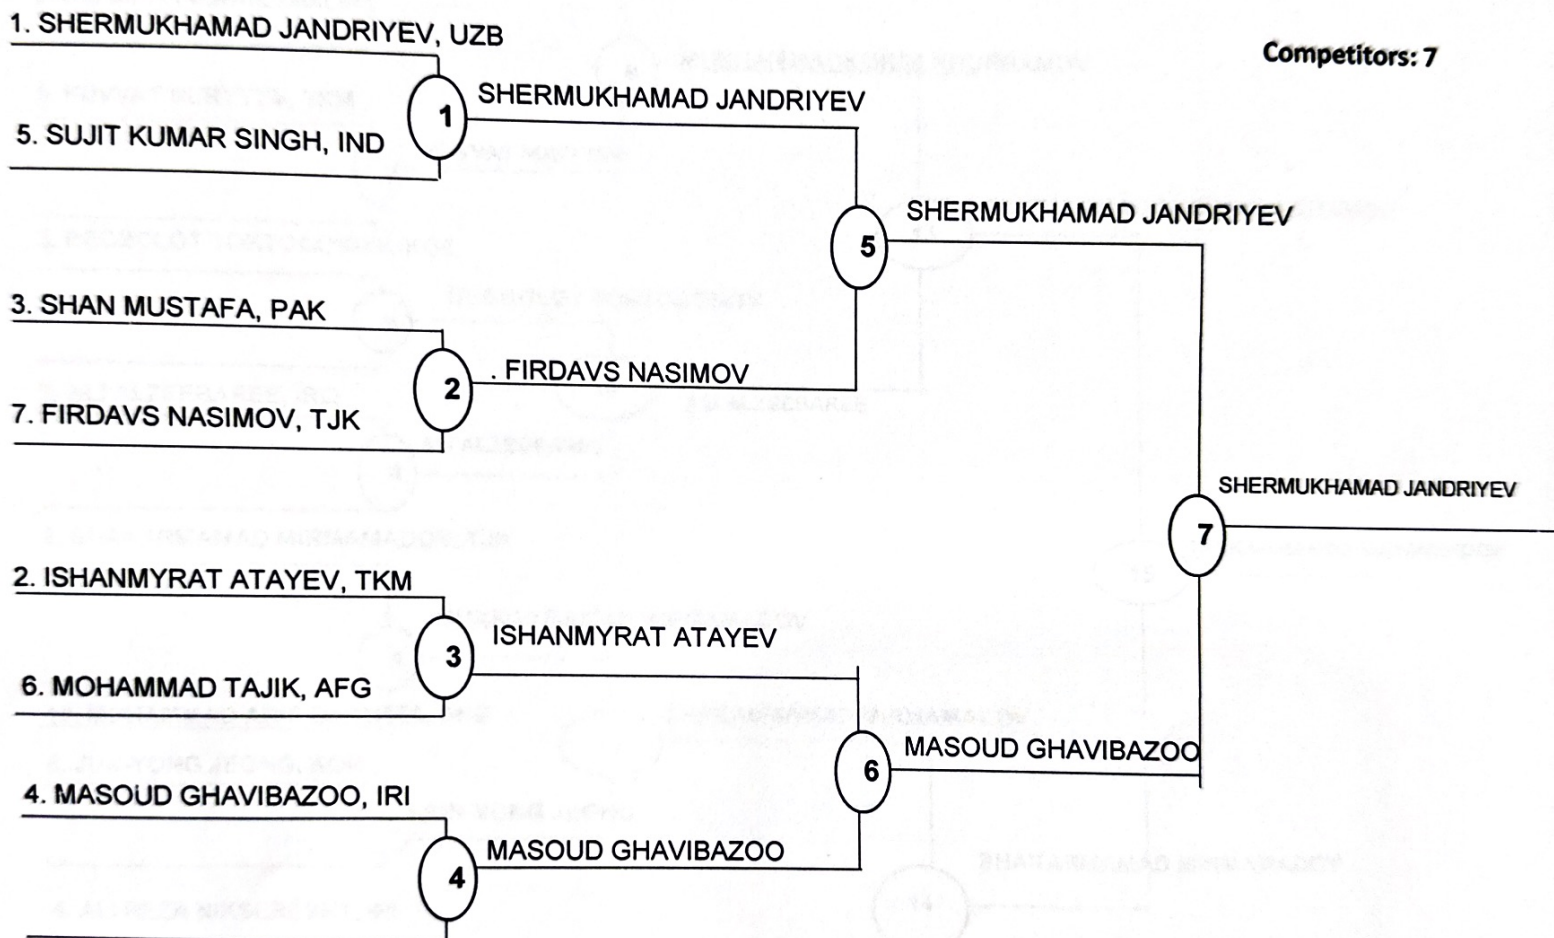 1. SHERMUKHAMAD JANDRIYEV, UZB
Competitors: 7
1
SHERMUKHAMAD JANDRIYEV
5. SUJIT KUMAR SINGH, IND
5
SHERMUKHAMAD JANDRIYEV
3. SHAN MUSTAFA, PAK
2
. FIRDAVS NASIMOV
7. FIRDAVS NASIMOV, TJK
7
SHERMUKHAMAD JANDRIYEV
2. ISHANMYRAT ATAYEV, TKM
3
ISHANMYRAT ATAYEV
6. MOHAMMAD TAJIK, AFG
6
MASOUD GHAVIBAZOO
4. MASOUD GHAVIBAZOO, IRI
4
MASOUD GHAVIBAZOO